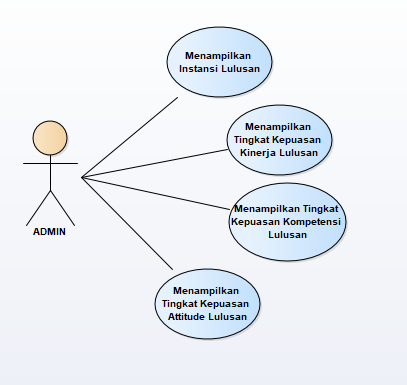 Menampilkan
Instansi Lulusan
Menampilkan
Tingkat Kepuasan
Kinerja Lulusan
Menampilkan Tingkat
Kepuasan Kompetensi
Lulusan
ADMIN
Menampilkan
Tingkat Kepuasan
Attitude Lulusan